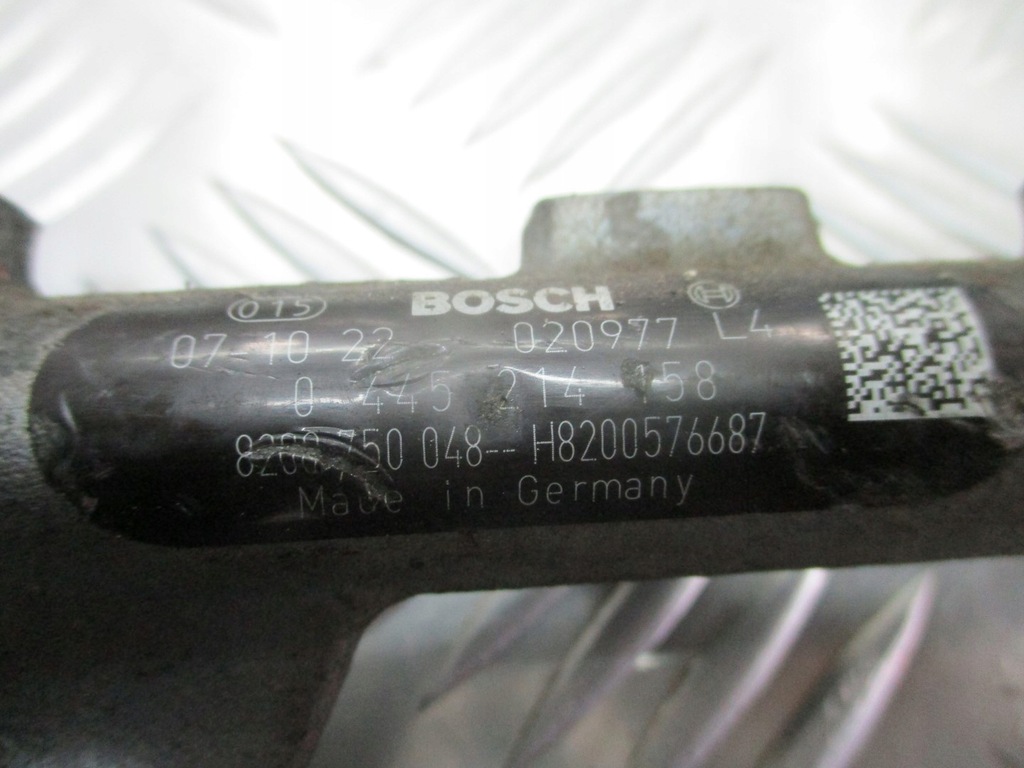 015 BOSCH
07-10 22 020977 L4
0 445 214 158
8200 750 048-- H8200576687
Made in Germany